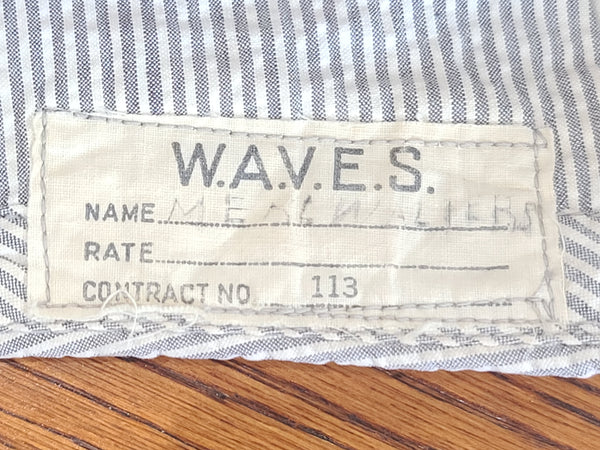 W.A.V.E.S.
NAME
RATE
CONTRACT NO. 113